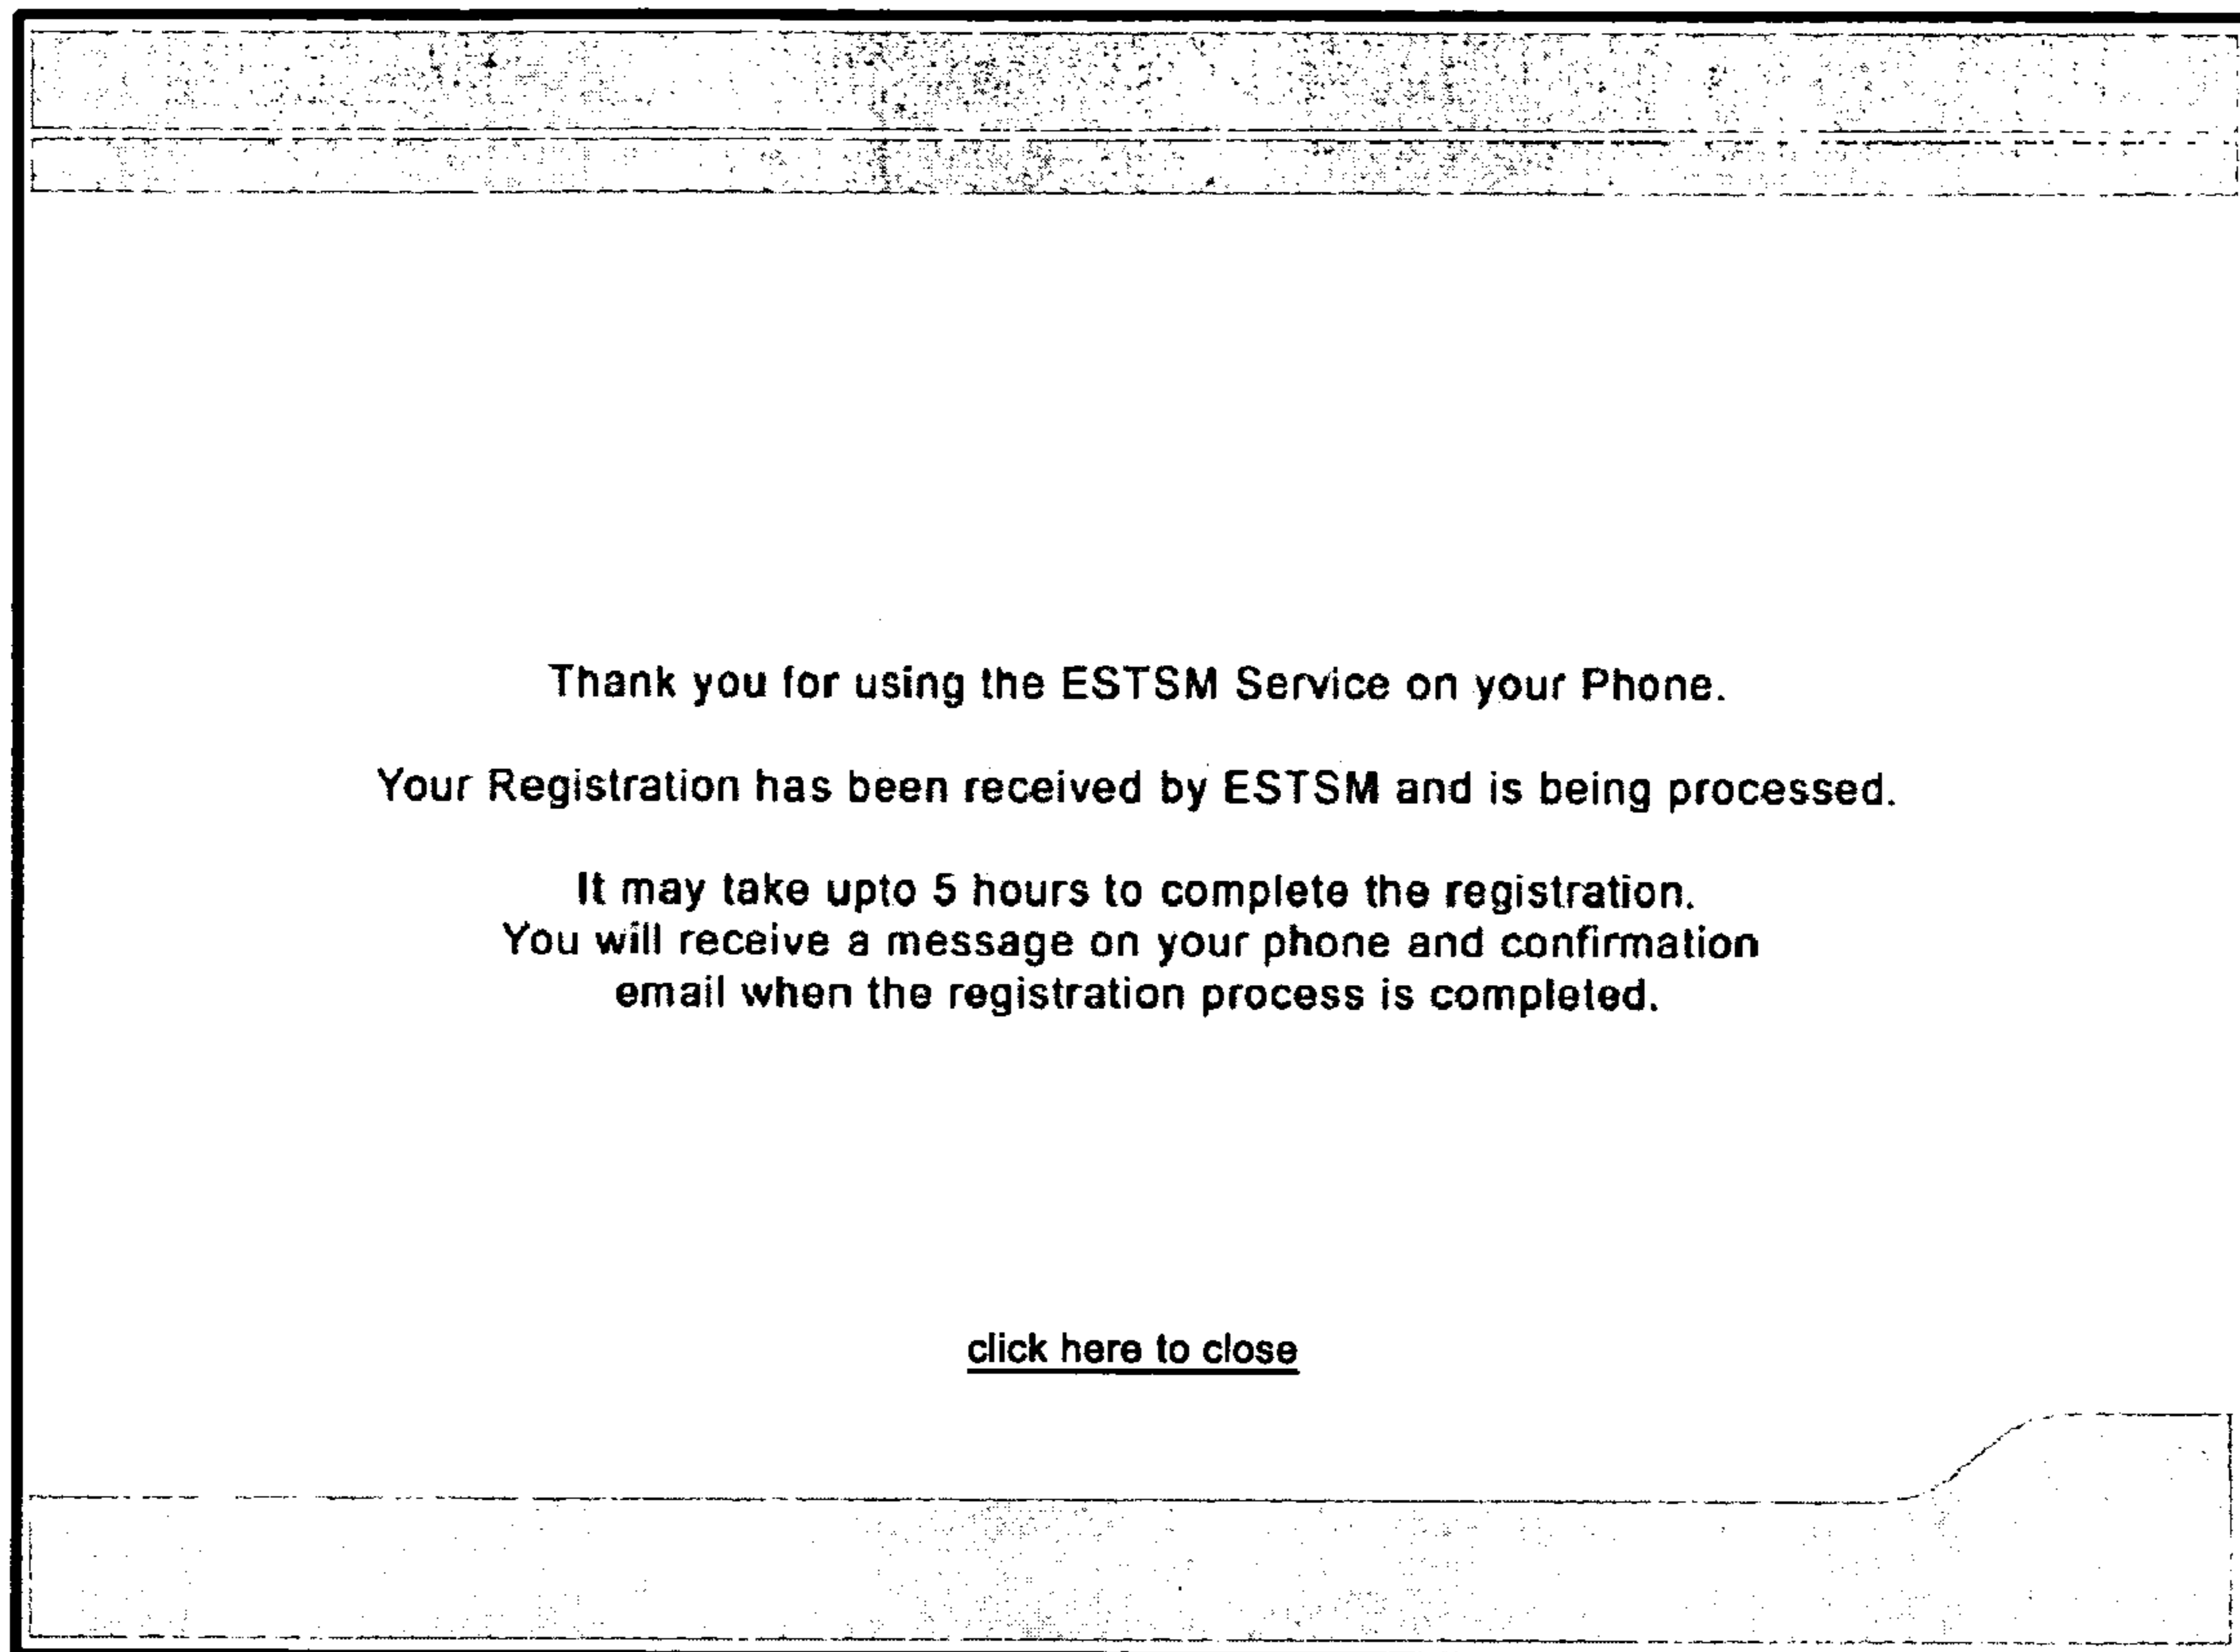 Thank you for using the ESTSM Service on your Phone.
Your Registration has been received by ESTSM and is being processed.
It may take upto 5 hours to complete the registration.
You will receive a message on your phone and confirmation
email when the registration process is completed.
click here to close